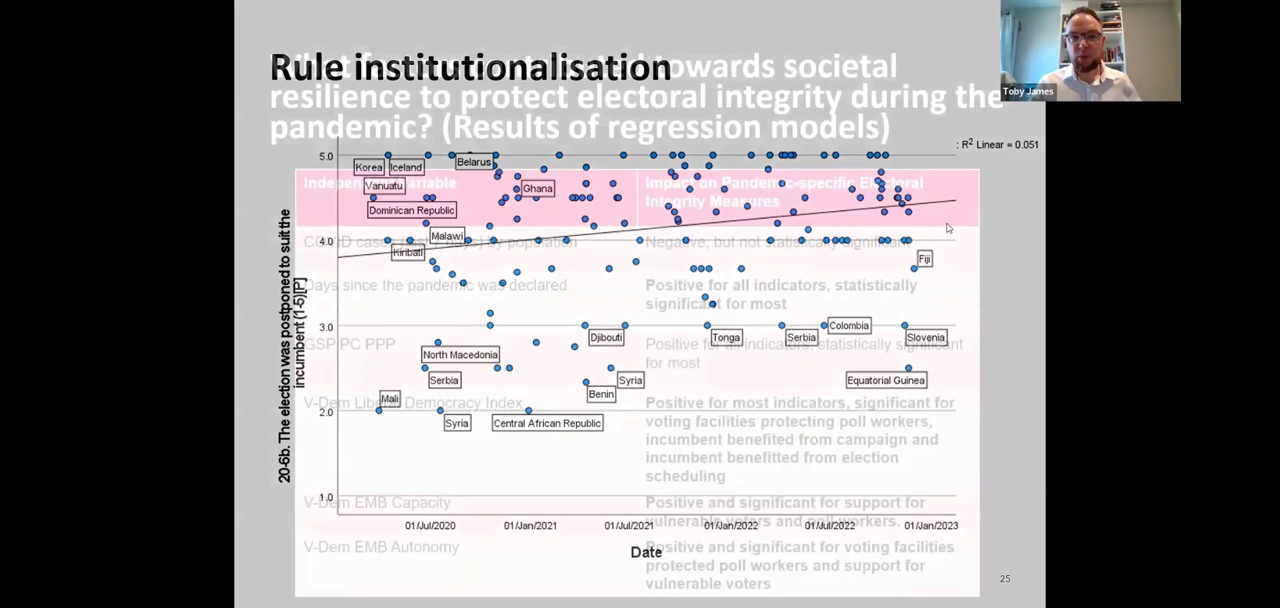 Rule institutionalisation
towards societal
resilience to protect electoral integrity during the
pandemic? (Results of regression models)
Toby James
: R² Linear = 0.051
5.0
Korea
Iceland
Belarus
Vanuatu
Ghana
Independent Variable
Impact on Pandemic-specific Electoral
Integrity Measures
Dominican Republic
Malawi
4.0
Kiribati
COVID cases (last 7 days) by population
Negative, but not statistically significant
Fiji
Days since the pandemic was declared
Positive for all indicators, statistically
significant for most
3.0
Djibouti
Tonga
Serbia
Colombia
Slovenia
GSP PC PPP
Positive for all indicators, statistically significant
for most
North Macedonia
Serbia
Syria
Benin
Equatorial Guinea
Mali
V-Dem Liberal Democracy Index
Positive for most indicators, significant for
voting facilities protecting poll workers,
incumbent benefited from campaign and
incumbent benefitted from election
scheduling
2.0
Syria
Central African Republic
1.0
V-Dem EMB Capacity
Positive and significant for support for
vulnerable voters and poll workers.
V-Dem EMB Autonomy
Positive and significant for voting facilities
protected poll workers and support for
vulnerable voters
20-6b. The election was postponed to suit the
incumbent (1-5)[P]
01/Jul/2020
01/Jan/2021
01/Jul/2021
01/Jan/2022
01/Jul/2022
01/Jan/2023
Date
25